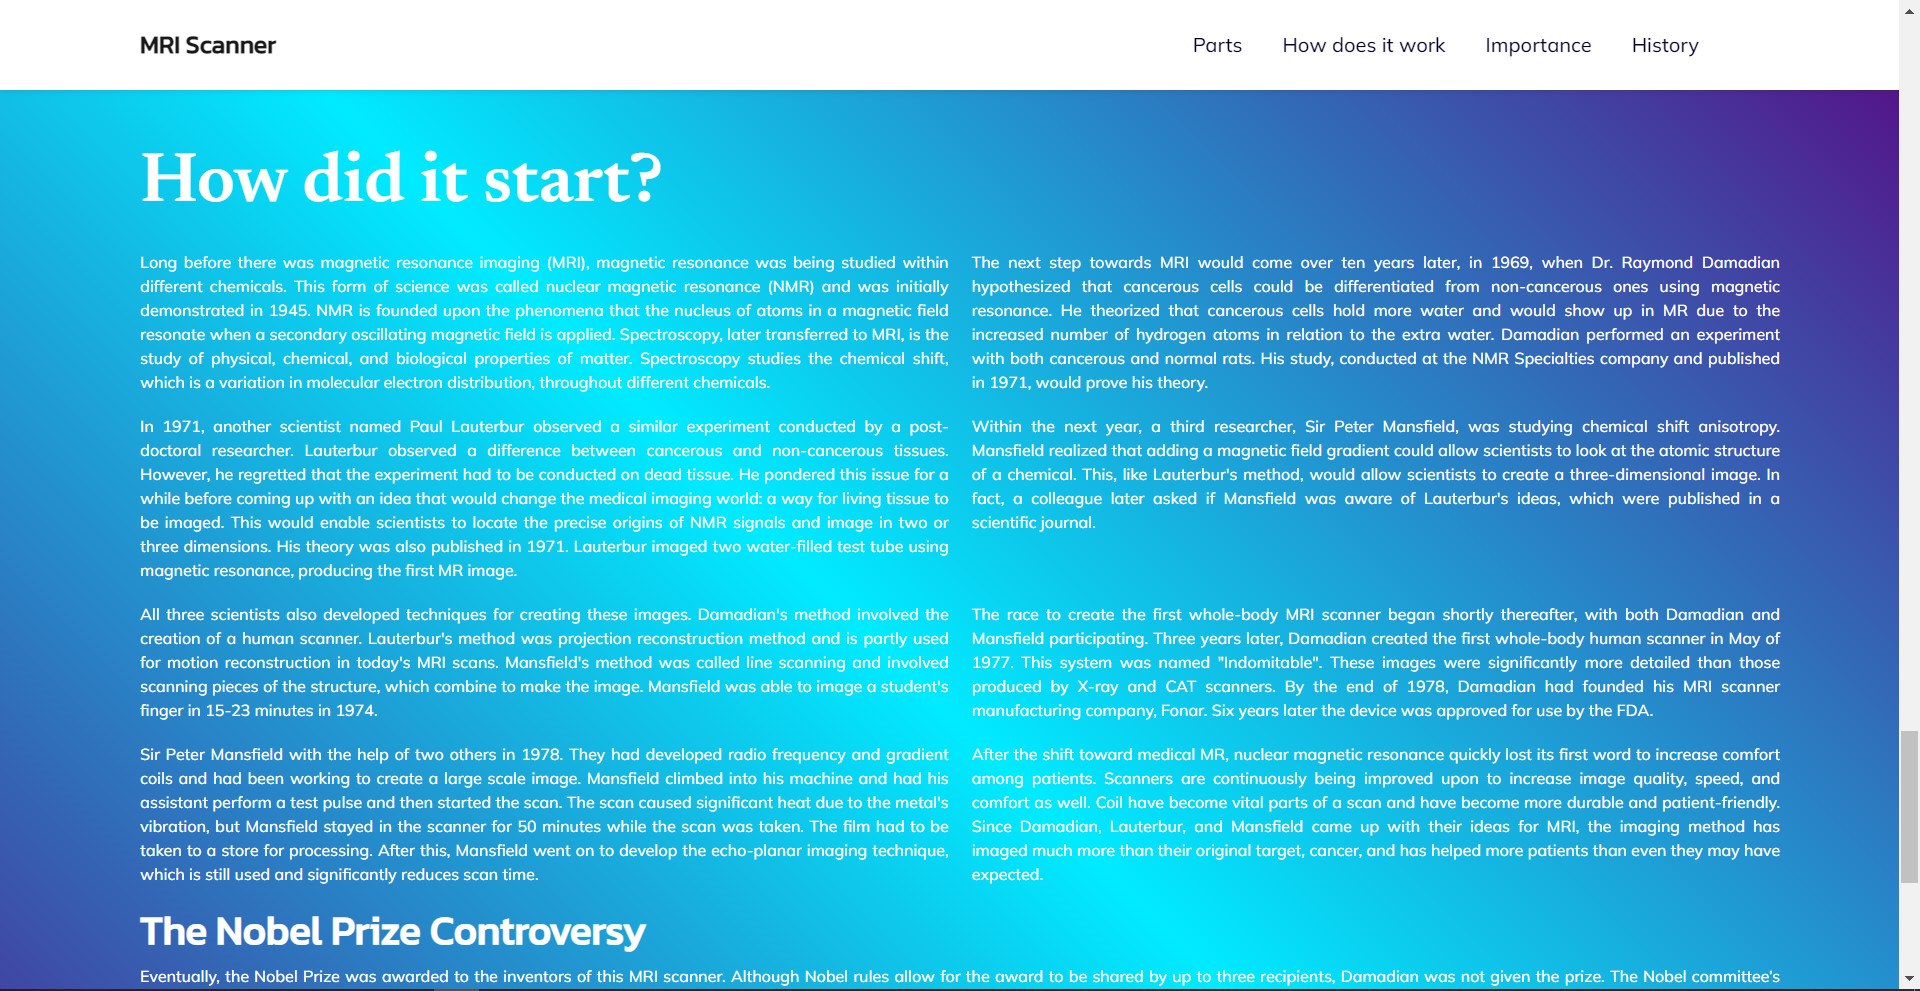 MRI Scanner
Parts
How does it work
Importance
History
How did it start?
Long before there was magnetic resonance imaging (MRI), magnetic resonance was being studied within
different chemicals. This form of science was called nuclear magnetic resonance (NMR) and was initially
demonstrated in 1945. NMR is founded upon the phenomena that the nucleus of atoms in a magnetic field
resonate when a secondary oscillating magnetic field is applied. Spectroscopy, later transferred to MRI, is the
study of physical, chemical, and biological properties of matter. Spectroscopy studies the chemical shift,
which is a variation in molecular electron distribution, throughout different chemicals.
The next step towards MRI would come over ten years later, in 1969, when Dr. Raymond Damadian
hypothesized that cancerous cells could be differentiated from non-cancerous ones using magnetic
resonance. He theorized that cancerous cells hold more water and would show up in MR due to the
increased number of hydrogen atoms in relation to the extra water. Damadian performed an experiment
with both cancerous and normal rats. His study, conducted at the NMR Specialties company and published
in 1971, would prove his theory.
In 1971, another scientist named Paul Lauterbur observed a similar experiment conducted by a post-
doctoral researcher. Lauterbur observed a difference between cancerous and non-cancerous tissues.
However, he regretted that the experiment had to be conducted on dead tissue. He pondered this issue for a
while before coming up with an idea that would change the medical imaging world: a way for living tissue to
be imaged. This would enable scientists to locate the precise origins of NMR signals and image in two or
three dimensions. His theory was also published in 1971. Lauterbur imaged two water-filled test tube using
magnetic resonance, producing the first MR image.
Within the next year, a third researcher, Sir Peter Mansfield, was studying chemical shift anisotropy.
Mansfield realized that adding a magnetic field gradient could allow scientists to look at the atomic structure
of a chemical. This, like Lauterbur's method, would allow scientists to create a three-dimensional image. In
fact, a colleague later asked if Mansfield was aware of Lauterbur's ideas, which were published in a
scientific journal.
All three scientists also developed techniques for creating these images. Damadian's method involved the
creation of a human scanner. Lauterbur's method was projection reconstruction method and is partly used
for motion reconstruction in today's MRI scans. Mansfield's method was called line scanning and involved
scanning pieces of the structure, which combine to make the image. Mansfield was able to image a student's
finger in 15-23 minutes in 1974.
The race to create the first whole-body MRI scanner began shortly thereafter, with both Damadian and
Mansfield participating. Three years later, Damadian created the first whole-body human scanner in May of
1977. This system was named "Indomitable". These images were significantly more detailed than those
produced by X-ray and CAT scanners. By the end of 1978, Damadian had founded his MRI scanner
manufacturing company, Fonar. Six years later the device was approved for use by the FDA.
Sir Peter Mansfield with the help of two others in 1978. They had developed radio frequency and gradient
coils and had been working to create a large scale image. Mansfield climbed into his machine and had his
assistant perform a test pulse and then started the scan. The scan caused significant heat due to the metal's
vibration, but Mansfield stayed in the scanner for 50 minutes while the scan was taken. The film had to be
taken to a store for processing. After this, Mansfield went on to develop the echo-planar imaging technique,
which is still used and significantly reduces scan time.
After the shift toward medical MR, nuclear magnetic resonance quickly lost its first word to increase comfort
among patients. Scanners are continuously being improved upon to increase image quality, speed, and
comfort as well. Coil have become vital parts of a scan and have become more durable and patient-friendly.
Since Damadian, Lauterbur, and Mansfield came up with their ideas for MRI, the imaging method has
imaged much more than their original target, cancer, and has helped more patients than even they may have
expected.
The Nobel Prize Controversy
Eventually, the Nobel Prize was awarded to the inventors of this MRI scanner. Although Nobel rules allow for the award to be shared by up to three recipients, Damadian was not given the prize. The Nobel committee's